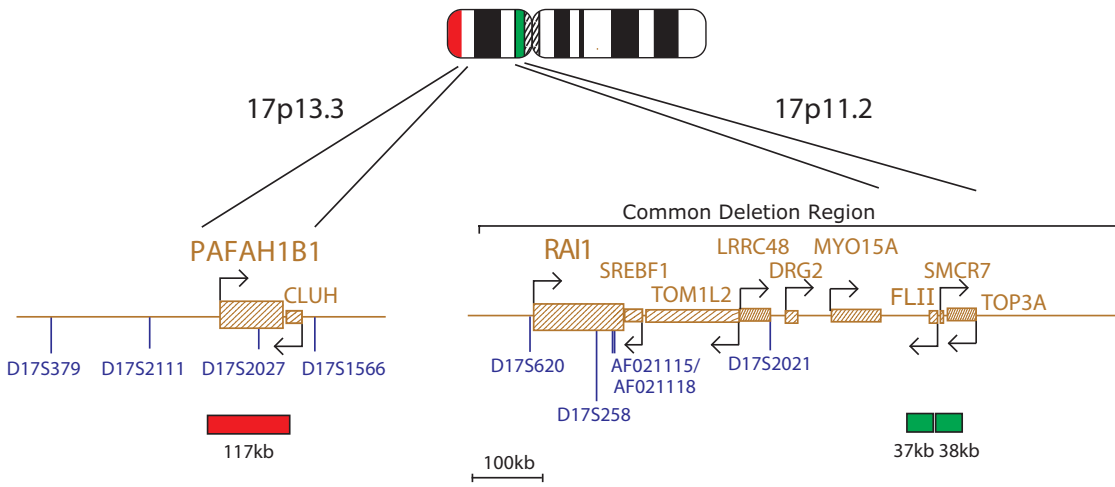 17p13.3
17p11.2
Common Deletion Region
PAFAH1B1
CLUH
RAI1
SREBF1
TOM1L2
LRRC48
DRG2
MYO15A
FLII
SMCR7
TOP3A
D17S379
D17S2111
D17S2027
D17S1566
D17S620
D17S258
AF021115/
AF021118
D17S2021
117kb
100kb
37kb
38kb